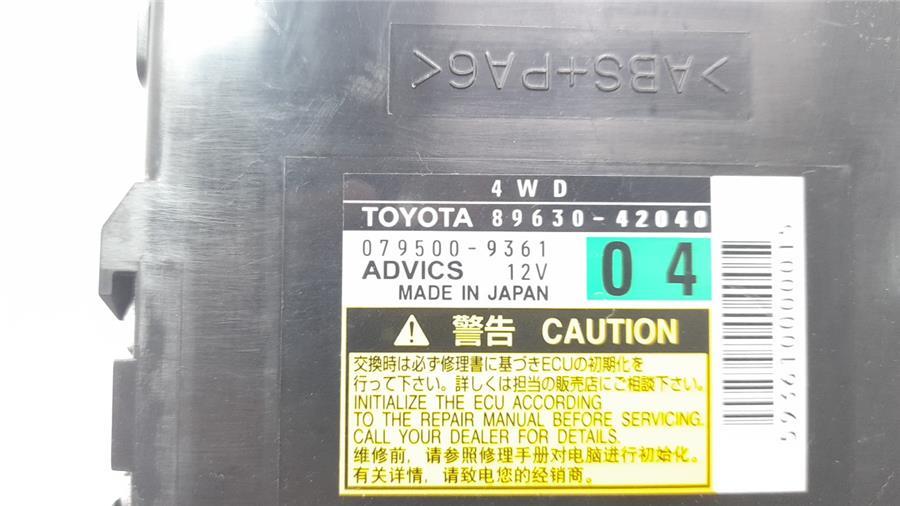 >ABS+PA6<
4WD
TOYOTA 89630-42040
079500-9361
04
ADVICS 12V
MADE IN JAPAN
警告 CAUTION
交換時は必ず修理書に基づきECUの初期化を
行って下さい。詳しくは担当の販売店にご相談下さい。
INITIALIZE THE ECU ACCORDING
TO THE REPAIR MANUAL BEFORE SERVICING.
CALL YOUR DEALER FOR DETAILS.
维修前，请参照修理手册对电脑进行初始化。
有关详情，请致电您的经销商。